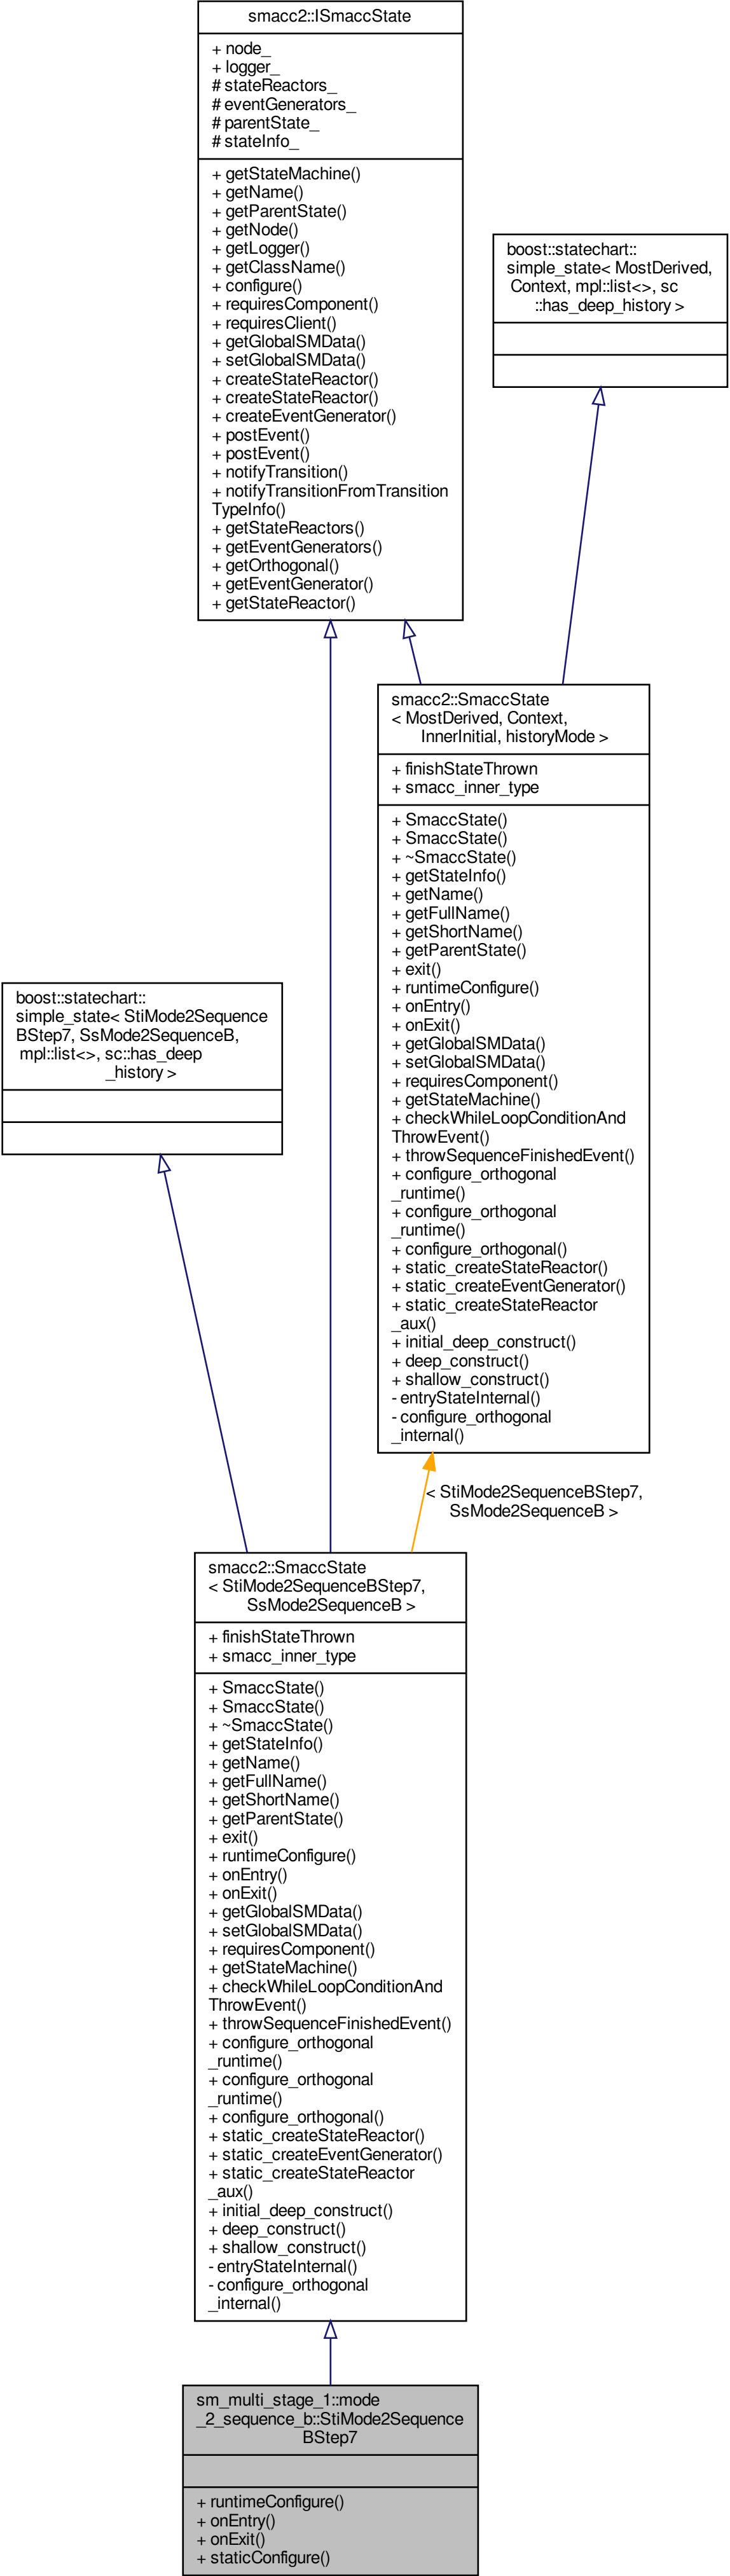 smacc2::ISmaccState
+ node_
+ logger_
# stateReactors_
# eventGenerators_
# parentState_
# stateInfo_
+ getStateMachine()
+ getName()
+ getParentState()
+ getNode()
+ getLogger()
+ getClassName()
+ configure()
+ requiresComponent()
+ requiresClient()
+ getGlobalSMData()
+ setGlobalSMData()
+ createStateReactor()
+ createStateReactor()
+ createEventGenerator()
+ postEvent()
+ postEvent()
+ notifyTransition()
+ notifyTransitionFromTransition
TypeInfo()
+ getStateReactors()
+ getEventGenerators()
+ getOrthogonal()
+ getEventGenerator()
+ getStateReactor()
boost::statechart::
simple_state< MostDerived,
Context, mpl::list<>, sc
::has_deep_history >
smacc2::SmaccState
< MostDerived, Context,
InnerInitial, historyMode >
+ finishStateThrown
+ smacc_inner_type
+ SmaccState()
+ SmaccState()
+ ~SmaccState()
+ getStateInfo()
+ getName()
+ getFullName()
+ getShortName()
+ getParentState()
+ exit()
+ runtimeConfigure()
+ onEntry()
+ onExit()
+ getGlobalSMData()
+ setGlobalSMData()
+ requiresComponent()
+ getStateMachine()
+ checkWhileLoopConditionAnd
ThrowEvent()
+ throwSequenceFinishedEvent()
+ configure_orthogonal
_runtime()
+ configure_orthogonal
_runtime()
+ configure_orthogonal()
+ static_createStateReactor()
+ static_createEventGenerator()
+ static_createStateReactor
_aux()
+ initial_deep_construct()
+ deep_construct()
+ shallow_construct()
- entryStateInternal()
- configure_orthogonal
_internal()
boost::statechart::
simple_state< StiMode2Sequence
BStep7, SsMode2SequenceB,
mpl::list<>, sc::has_deep
_history >
< StiMode2SequenceBStep7,
SsMode2SequenceB >
smacc2::SmaccState
< StiMode2SequenceBStep7,
SsMode2SequenceB >
+ finishStateThrown
+ smacc_inner_type
+ SmaccState()
+ SmaccState()
+ ~SmaccState()
+ getStateInfo()
+ getName()
+ getFullName()
+ getShortName()
+ getParentState()
+ exit()
+ runtimeConfigure()
+ onEntry()
+ onExit()
+ getGlobalSMData()
+ setGlobalSMData()
+ requiresComponent()
+ getStateMachine()
+ checkWhileLoopConditionAnd
ThrowEvent()
+ throwSequenceFinishedEvent()
+ configure_orthogonal
_runtime()
+ configure_orthogonal
_runtime()
+ configure_orthogonal()
+ static_createStateReactor()
+ static_createEventGenerator()
+ static_createStateReactor
_aux()
+ initial_deep_construct()
+ deep_construct()
+ shallow_construct()
- entryStateInternal()
- configure_orthogonal
_internal()
sm_multi_stage_1::mode
_2_sequence_b::StiMode2Sequence
BStep7
+ runtimeConfigure()
+ onEntry()
+ onExit()
+ staticConfigure()